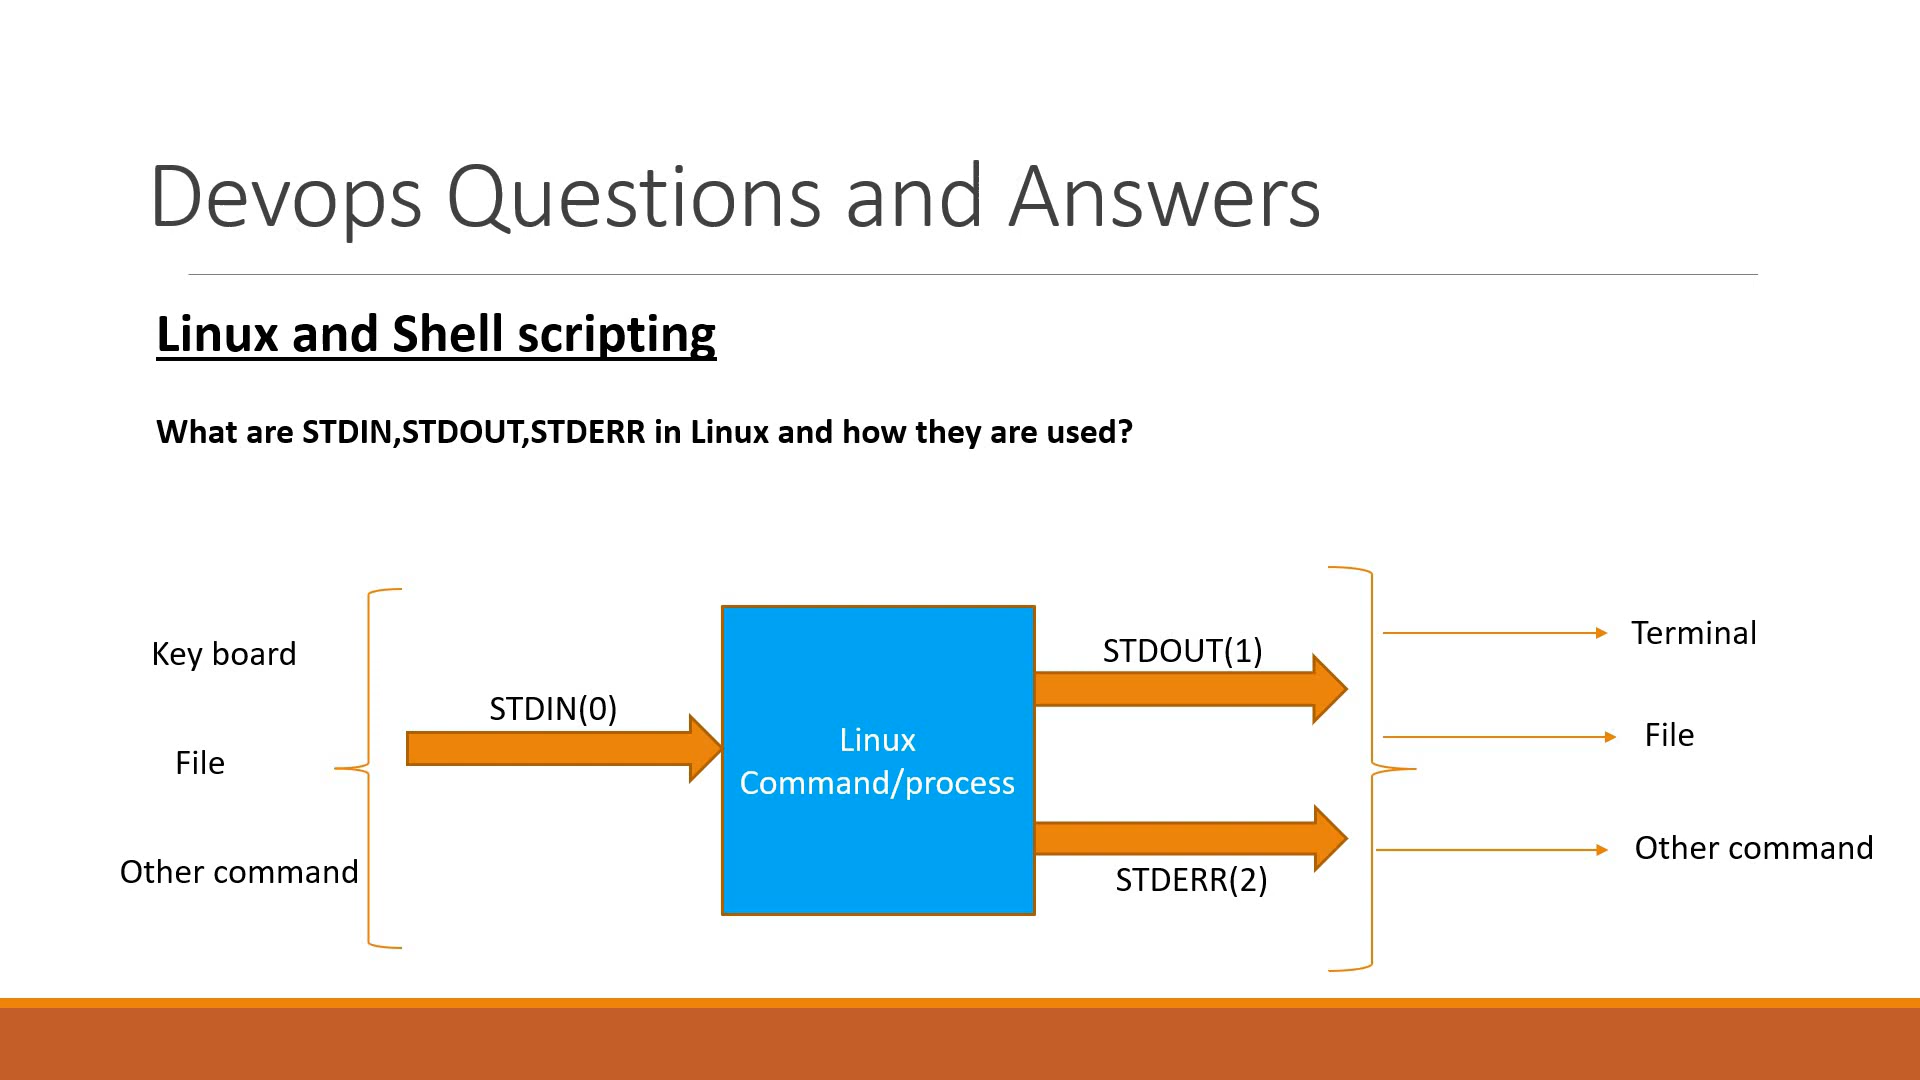 Devops Questions and Answers
Linux and Shell scripting
What are STDIN,STDOUT,STDERR in Linux and how they are used?
Key board
File
Other command
STDIN(0)
Linux
Command/process
STDOUT(1)
STDERR(2)
Terminal
File
Other command